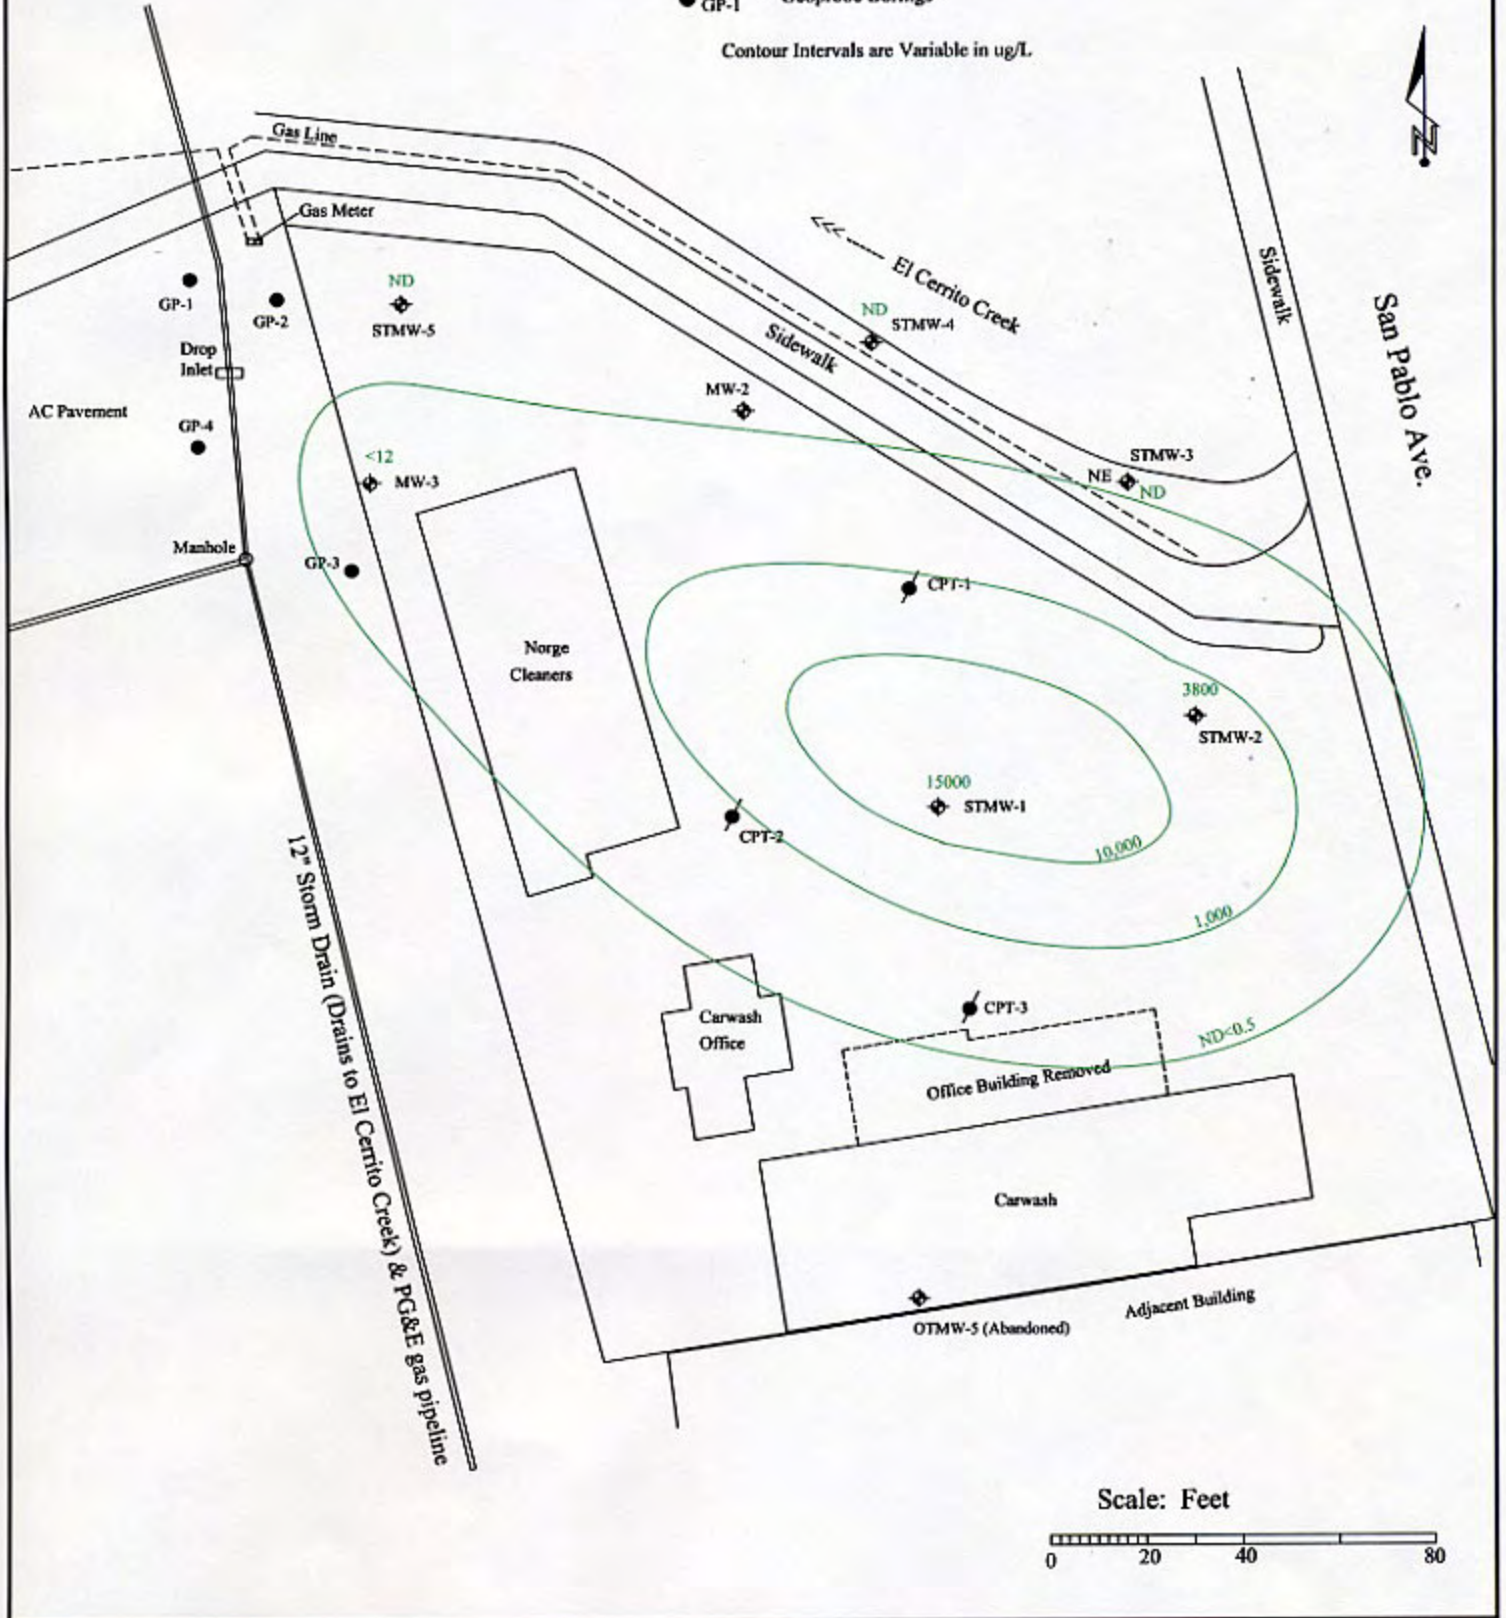 GP-1 Geoprobe Borings
Contour Intervals are Variable in ug/L
N
Gas Line
Gas Meter
El Cerrito Creek
Sidewalk
San Pablo Ave.
GP-1
GP-2
ND
STMW-5
ND
STMW-4
Sidewalk
Drop
Inlet
AC Pavement
GP-4
MW-2
<12
MW-3
STMW-3
NE
ND
Manhole
GP-3
CPT-1
Norge
Cleaners
3800
STMW-2
15000
STMW-1
CPT-2
10,000
1,000
12" Storm Drain (Drains to El Cerrito Creek) & PG&E gas pipeline
Carwash
Office
CPT-3
ND<0.5
Office Building Removed
Carwash
OTMW-5 (Abandoned)
Adjacent Building
Scale: Feet
0 20 40 80